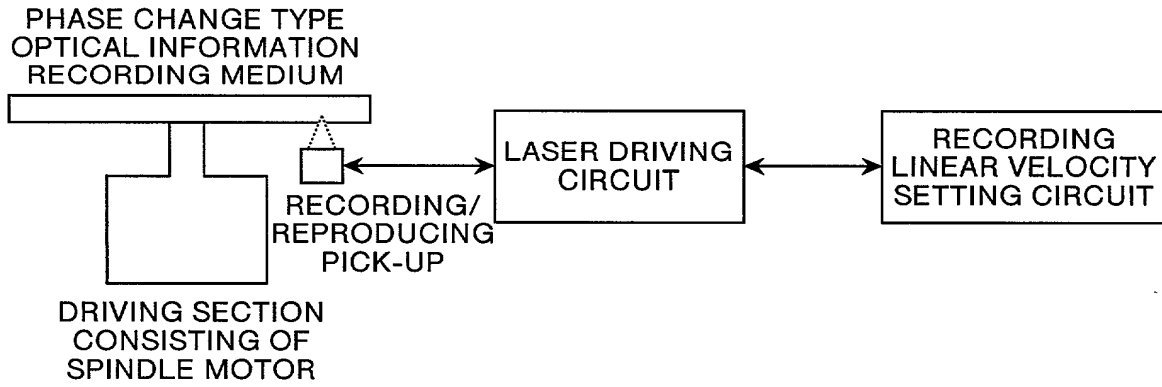 PHASE CHANGE TYPE
OPTICAL INFORMATION
RECORDING MEDIUM
LASER DRIVING
CIRCUIT
RECORDING
LINEAR VELOCITY
SETTING CIRCUIT
RECORDING/
REPRODUCING
PICK-UP
DRIVING SECTION
CONSISTING OF
SPINDLE MOTOR